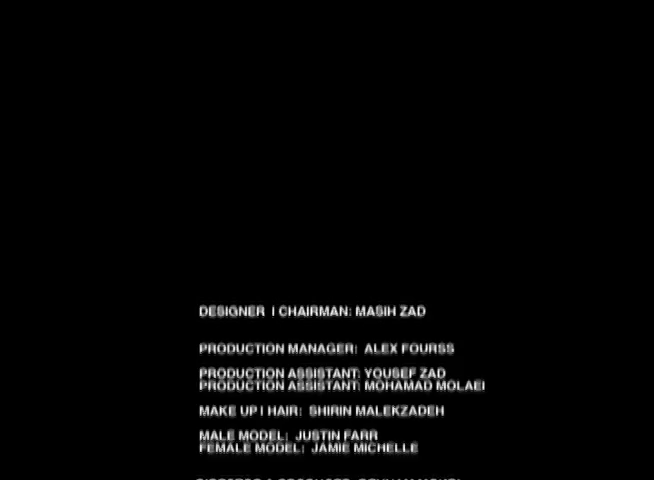 DESIGNER I CHAIRMAN: MASIH ZAD
PRODUCTION MANAGER: ALEX FOURSS
PRODUCTION ASSISTANT: YOUSEF ZAD
PRODUCTION ASSISTANT: MOHAMAD MOLAEI
MAKE UP I HAIR: SHIRIN MALEKZADEH
MALE MODEL: JUSTIN FARR
FEMALE MODEL: JAMIE MICHELLE